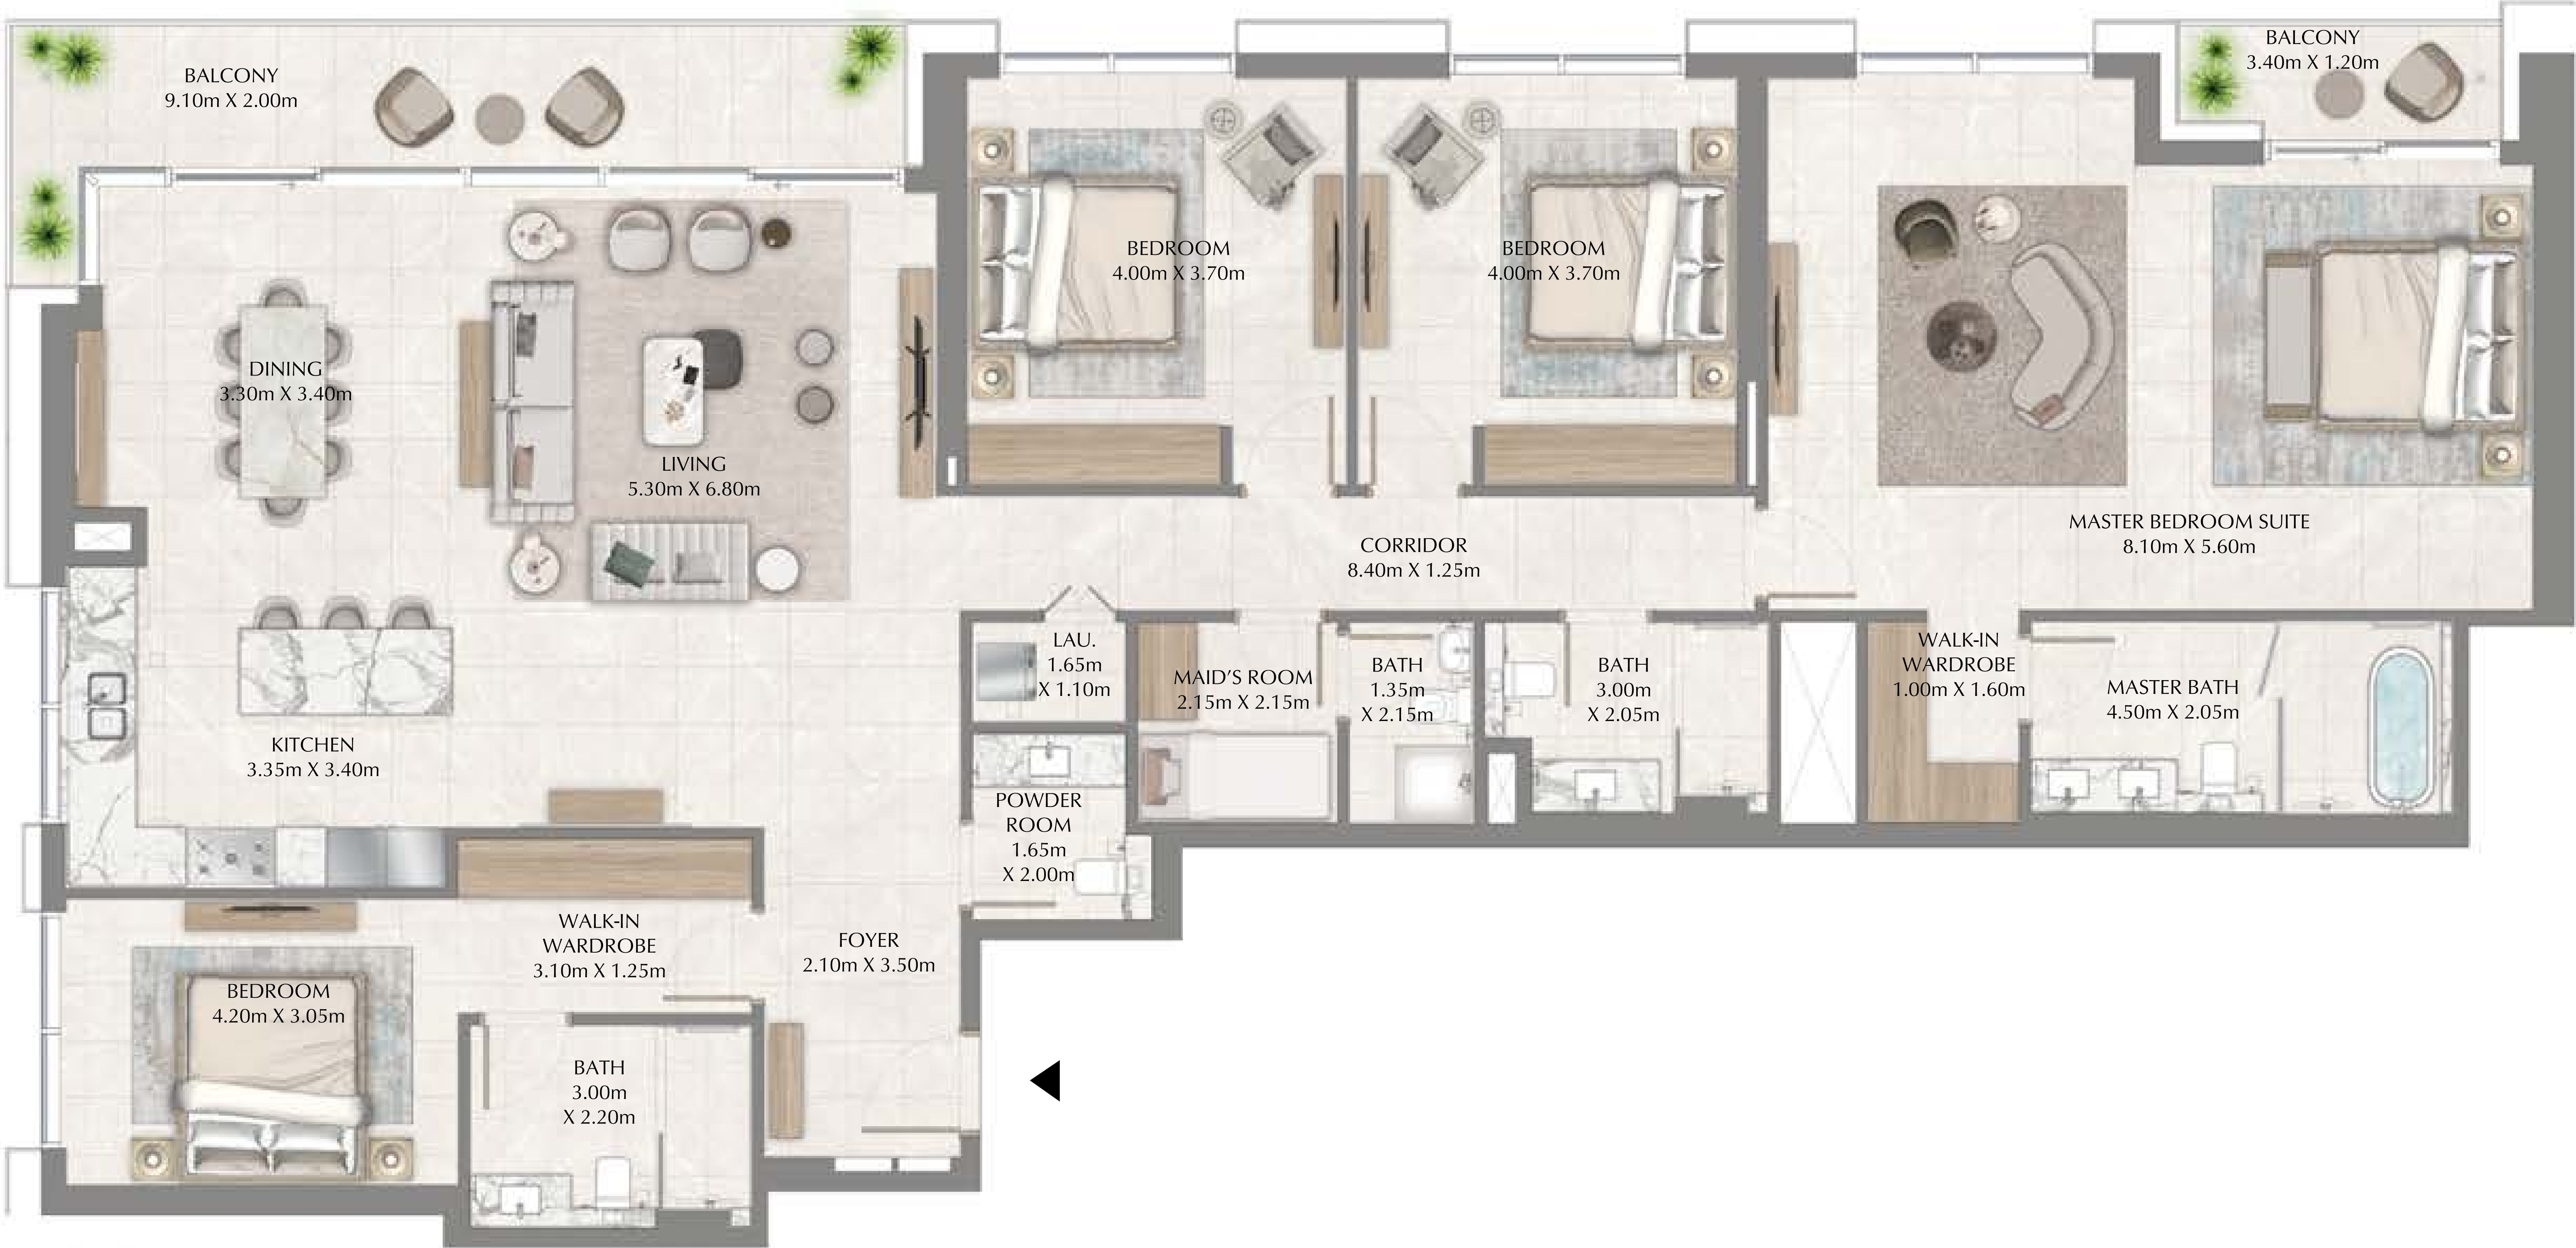 BALCONY
9.10m X 2.00m
BALCONY
3.40m X 1.20m
BEDROOM
4.00m X 3.70m
BEDROOM
4.00m X 3.70m
DINING
3.30m X 3.40m
LIVING
5.30m X 6.80m
CORRIDOR
8.40m X 1.25m
MASTER BEDROOM SUITE
8.10m X 5.60m
LAU.
1.65m
X 1.10m
MAID'S ROOM
2.15m X 2.15m
BATH
1.35m
X 2.15m
BATH
3.00m
X 2.05m
WALK-IN
WARDROBE
1.00m X 1.60m
MASTER BATH
4.50m X 2.05m
KITCHEN
3.35m X 3.40m
POWDER
ROOM
1.65m
X 2.00m
WALK-IN
WARDROBE
3.10m X 1.25m
FOYER
2.10m X 3.50m
BEDROOM
4.20m X 3.05m
BATH
3.00m
X 2.20m